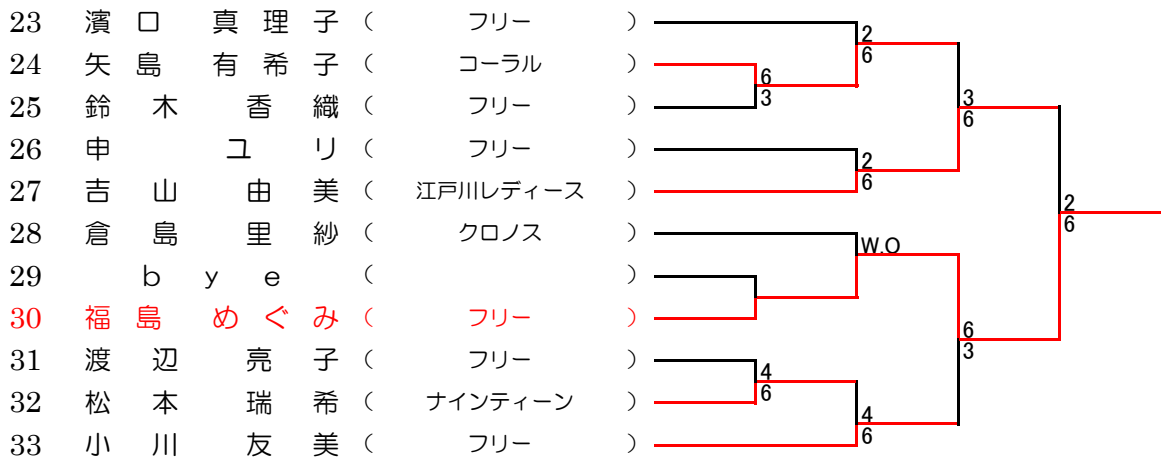 23 濱口 真理子 ( フリー ) 2
24 矢島 有希子 ( コーラル ) 6 6
25 鈴木 香織 ( フリー ) 3 3
6
26 申 ユリ ( フリー ) 2
27 吉山 由美 ( 江戸川レディース ) 6 2
28 倉島 里紗 ( クロノス ) W.O 6
29 bye ( )
30 福島 めぐみ ( フリー ) 6
31 渡辺 亮子 ( フリー ) 4 3
32 松本 瑞希 ( ナインティーン ) 6 4
33 小川 友美 ( フリー ) 6